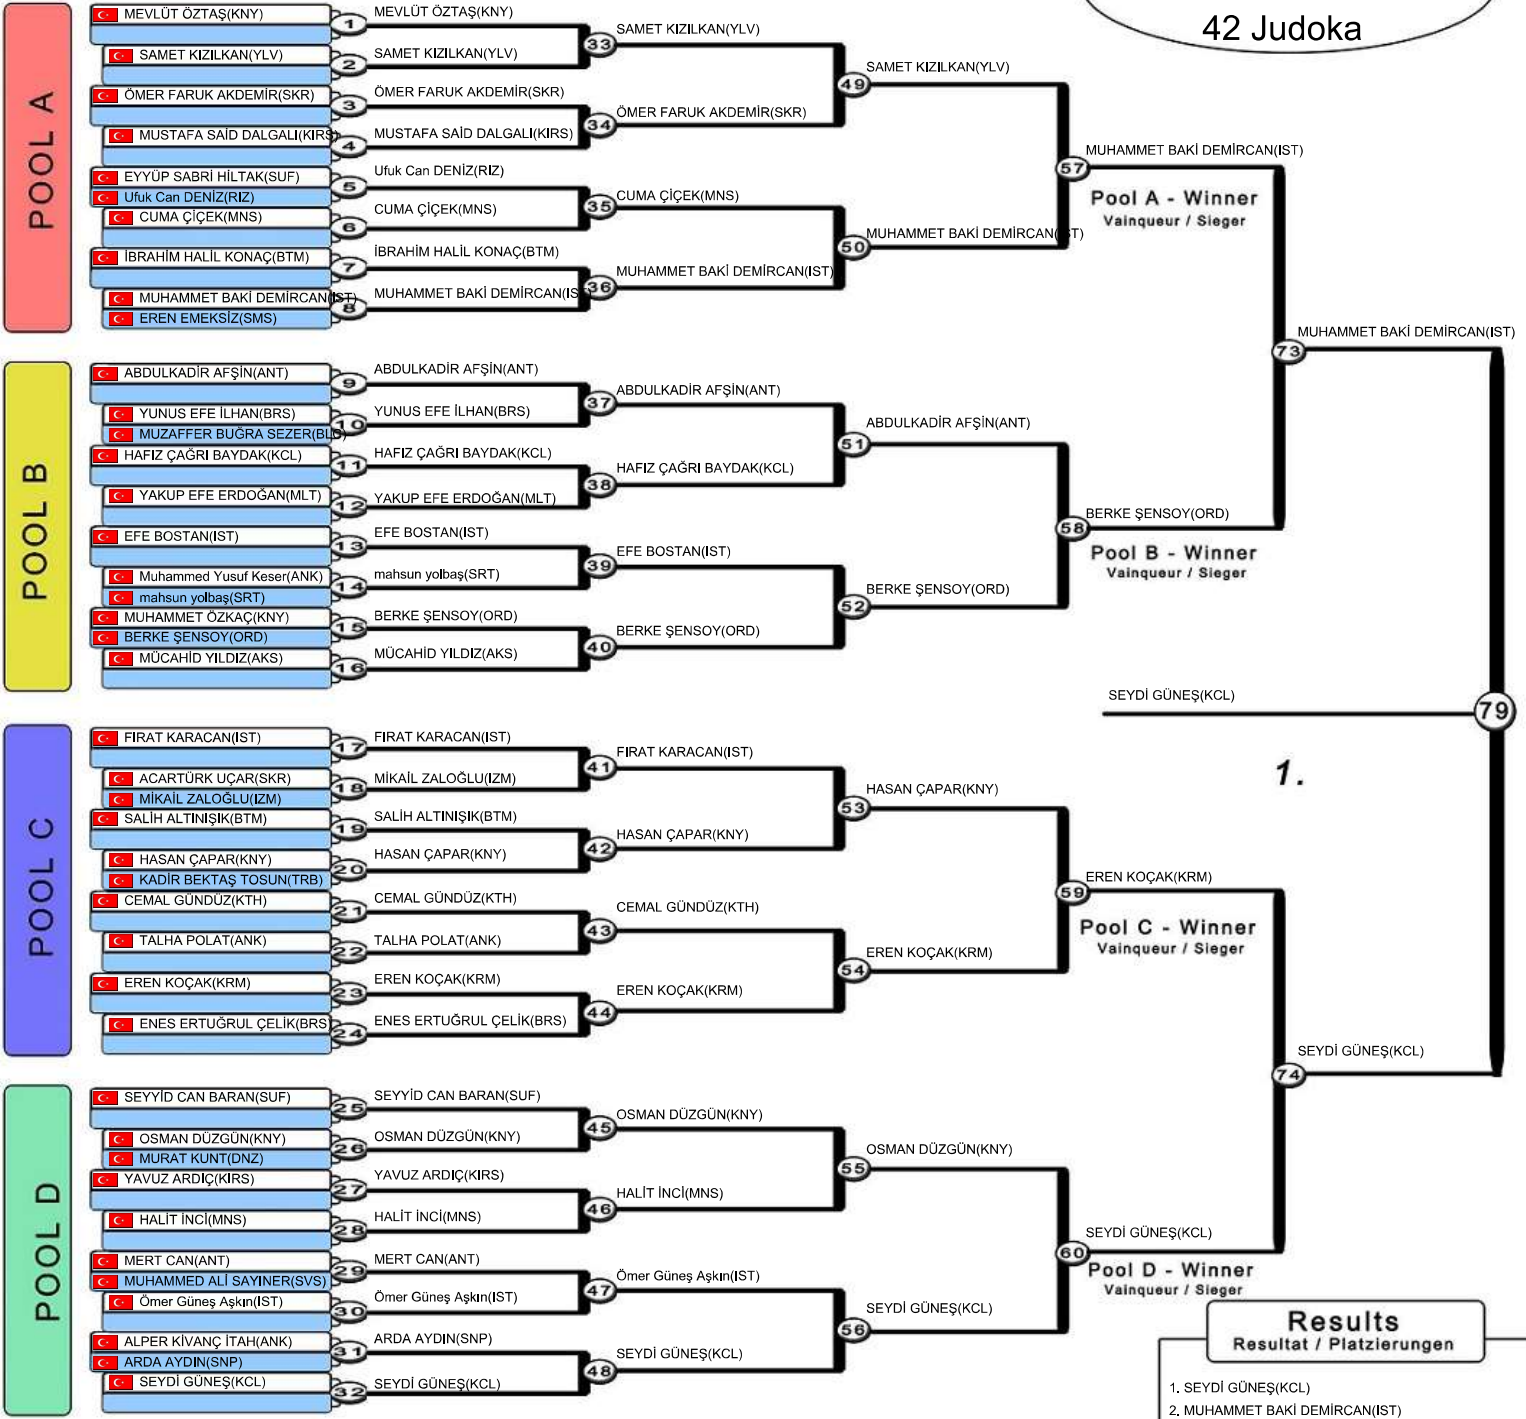 42 Judoka
POOL A
MEVLÜT ÖZTAŞ(KNY)
SAMET KIZILKAN(YLV)
ÖMER FARUK AKDEMİR(SKR)
MUSTAFA SAİD DALGALI(KIRS)
EYYÜP SABRİ HİLTAK(SUF)
Ufuk Can DENİZ(RIZ)
CUMA ÇİÇEK(MNS)
İBRAHİM HALİL KONAÇ(BTM)
MUHAMMET BAKİ DEMİRCAN(IST)
EREN EMEKSİZ(SMS)
1
2
3
4
5
6
7
8
MEVLÜT ÖZTAŞ(KNY)
SAMET KIZILKAN(YLV)
ÖMER FARUK AKDEMİR(SKR)
MUSTAFA SAİD DALGALI(KIRS)
Ufuk Can DENİZ(RIZ)
CUMA ÇİÇEK(MNS)
İBRAHİM HALİL KONAÇ(BTM)
MUHAMMET BAKİ DEMİRCAN(IST)
33 SAMET KIZILKAN(YLV)
34 ÖMER FARUK AKDEMİR(SKR)
35 CUMA ÇİÇEK(MNS)
36 MUHAMMET BAKİ DEMİRCAN(IST)
49 SAMET KIZILKAN(YLV)
50 MUHAMMET BAKİ DEMİRCAN(IST)
57 MUHAMMET BAKİ DEMİRCAN(IST)
Pool A - Winner
Vainqueur / Sieger
POOL B
ABDULKADİR AFŞİN(ANT)
YUNUS EFE İLHAN(BRS)
MUZAFFER BUĞRA SEZER(BLC)
HAFIZ ÇAĞRI BAYDAK(KCL)
YAKUP EFE ERDOĞAN(MLT)
EFE BOSTAN(IST)
Muhammed Yusuf Keser(ANK)
mahsun yolbaş(SRT)
MUHAMMET ÖZKAÇ(KNY)
BERKE ŞENSOY(ORD)
MÜCAHİD YILDIZ(AKS)
9
10
11
12
13
14
15
16
ABDULKADİR AFŞİN(ANT)
YUNUS EFE İLHAN(BRS)
HAFIZ ÇAĞRI BAYDAK(KCL)
YAKUP EFE ERDOĞAN(MLT)
EFE BOSTAN(IST)
mahsun yolbaş(SRT)
BERKE ŞENSOY(ORD)
MÜCAHİD YILDIZ(AKS)
37 ABDULKADİR AFŞİN(ANT)
38 HAFIZ ÇAĞRI BAYDAK(KCL)
39 EFE BOSTAN(IST)
40 BERKE ŞENSOY(ORD)
51 ABDULKADİR AFŞİN(ANT)
52 BERKE ŞENSOY(ORD)
58 BERKE ŞENSOY(ORD)
Pool B - Winner
Vainqueur / Sieger
73 MUHAMMET BAKİ DEMİRCAN(IST)
SEYDİ GÜNEŞ(KCL)
79
1.
POOL C
FIRAT KARACAN(IST)
ACARTÜRK UÇAR(SKR)
MİKAİL ZALOĞLU(IZM)
SALİH ALTINIŞIK(BTM)
HASAN ÇAPAR(KNY)
KADİR BEKTAŞ TOSUN(TRB)
CEMAL GÜNDÜZ(KTH)
TALHA POLAT(ANK)
EREN KOÇAK(KRM)
ENES ERTUĞRUL ÇELİK(BRS)
17
18
19
20
21
22
23
24
FIRAT KARACAN(IST)
MİKAİL ZALOĞLU(IZM)
SALİH ALTINIŞIK(BTM)
HASAN ÇAPAR(KNY)
CEMAL GÜNDÜZ(KTH)
TALHA POLAT(ANK)
EREN KOÇAK(KRM)
ENES ERTUĞRUL ÇELİK(BRS)
41 FIRAT KARACAN(IST)
42 HASAN ÇAPAR(KNY)
43 CEMAL GÜNDÜZ(KTH)
44 EREN KOÇAK(KRM)
53 HASAN ÇAPAR(KNY)
54 EREN KOÇAK(KRM)
59 EREN KOÇAK(KRM)
Pool C - Winner
Vainqueur / Sieger
74 SEYDİ GÜNEŞ(KCL)
POOL D
SEYYİD CAN BARAN(SUF)
OSMAN DÜZGÜN(KNY)
MURAT KUNT(DNZ)
YAVUZ ARDIÇ(KIRS)
HALİT İNCİ(MNS)
MERT CAN(ANT)
MUHAMMED ALİ SAYINER(SVS)
Ömer Güneş Aşkın(IST)
ALPER KİVANÇ İTAH(ANK)
ARDA AYDIN(SNP)
SEYDİ GÜNEŞ(KCL)
25
26
27
28
29
30
31
32
SEYYİD CAN BARAN(SUF)
OSMAN DÜZGÜN(KNY)
YAVUZ ARDIÇ(KIRS)
HALİT İNCİ(MNS)
MERT CAN(ANT)
Ömer Güneş Aşkın(IST)
ARDA AYDIN(SNP)
SEYDİ GÜNEŞ(KCL)
45 OSMAN DÜZGÜN(KNY)
46 HALİT İNCİ(MNS)
47 Ömer Güneş Aşkın(IST)
48 SEYDİ GÜNEŞ(KCL)
55 OSMAN DÜZGÜN(KNY)
56 SEYDİ GÜNEŞ(KCL)
60 SEYDİ GÜNEŞ(KCL)
Pool D - Winner
Vainqueur / Sieger
Results
Resultat / Platzierungen
1. SEYDİ GÜNEŞ(KCL)
2. MUHAMMET BAKİ DEMİRCAN(IST)